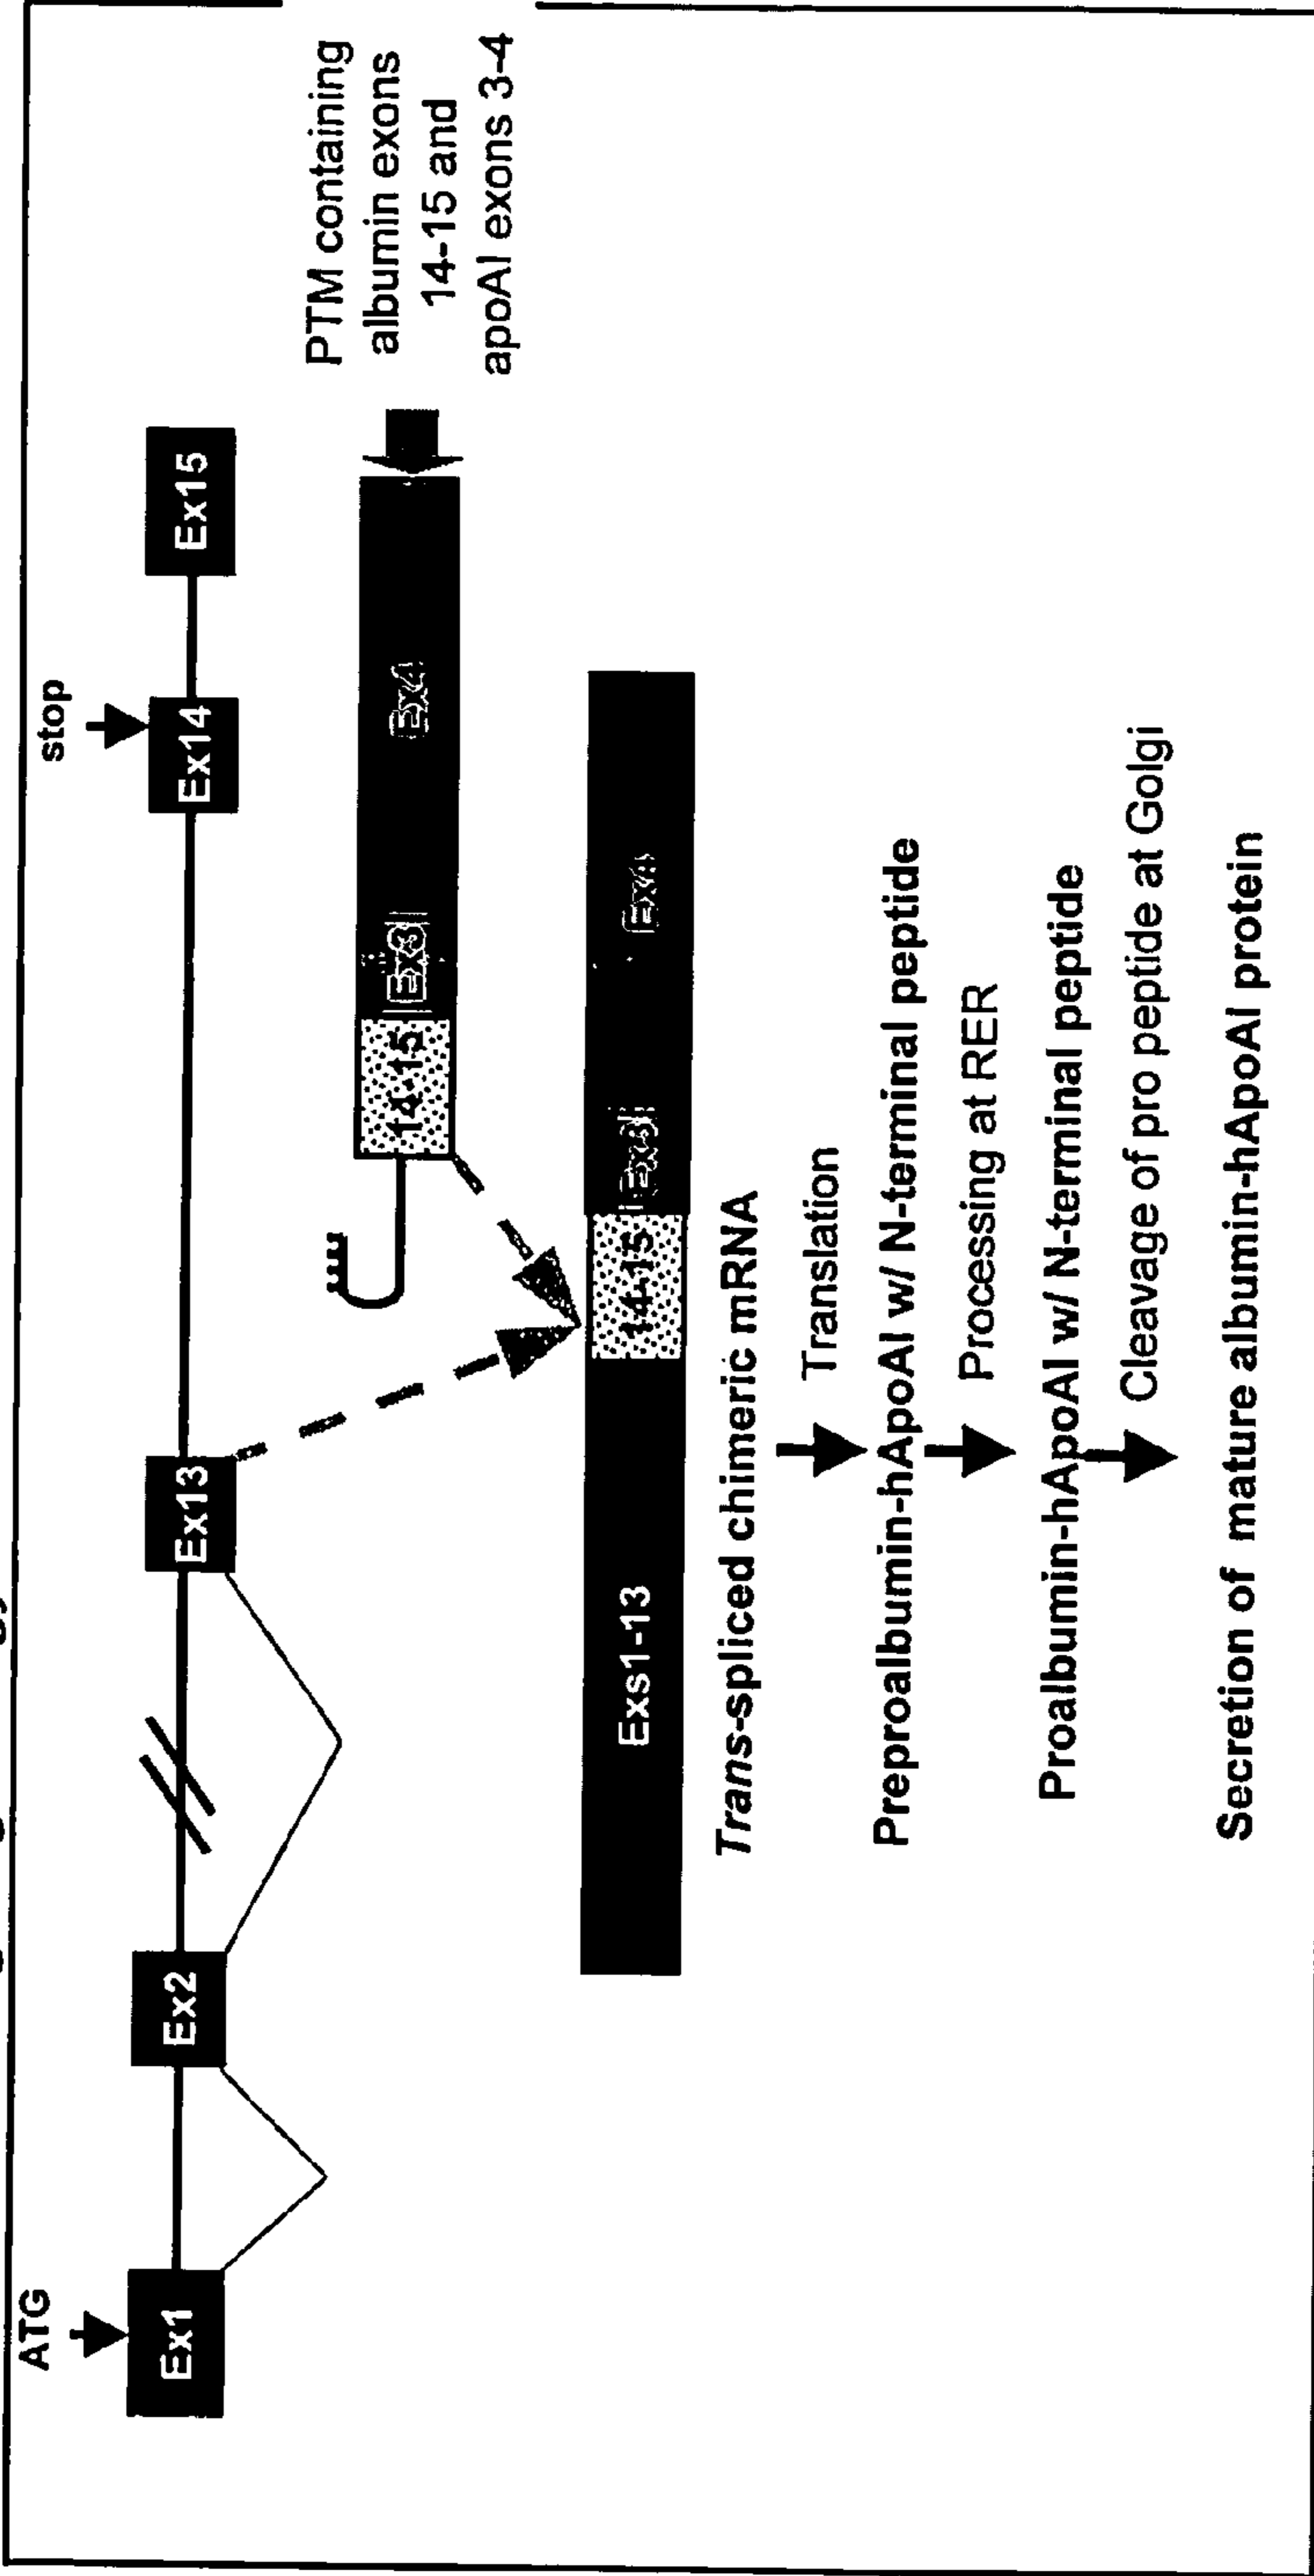 ATG
stop
Ex1
Ex2
Ex13
Ex14
Ex15
PTM containing
albumin exons
14-15 and
apoAI exons 3-4
14-15
Ex3
Ex4
Exs1-13
14-15
Ex3
Ex4
Trans-spliced chimeric mRNA
Translation
Preproalbumin-hApoAI w/ N-terminal peptide
Processing at RER
Proalbumin-hApoAI w/ N-terminal peptide
Cleavage of pro peptide at Golgi
Secretion of mature albumin-hApoAI protein